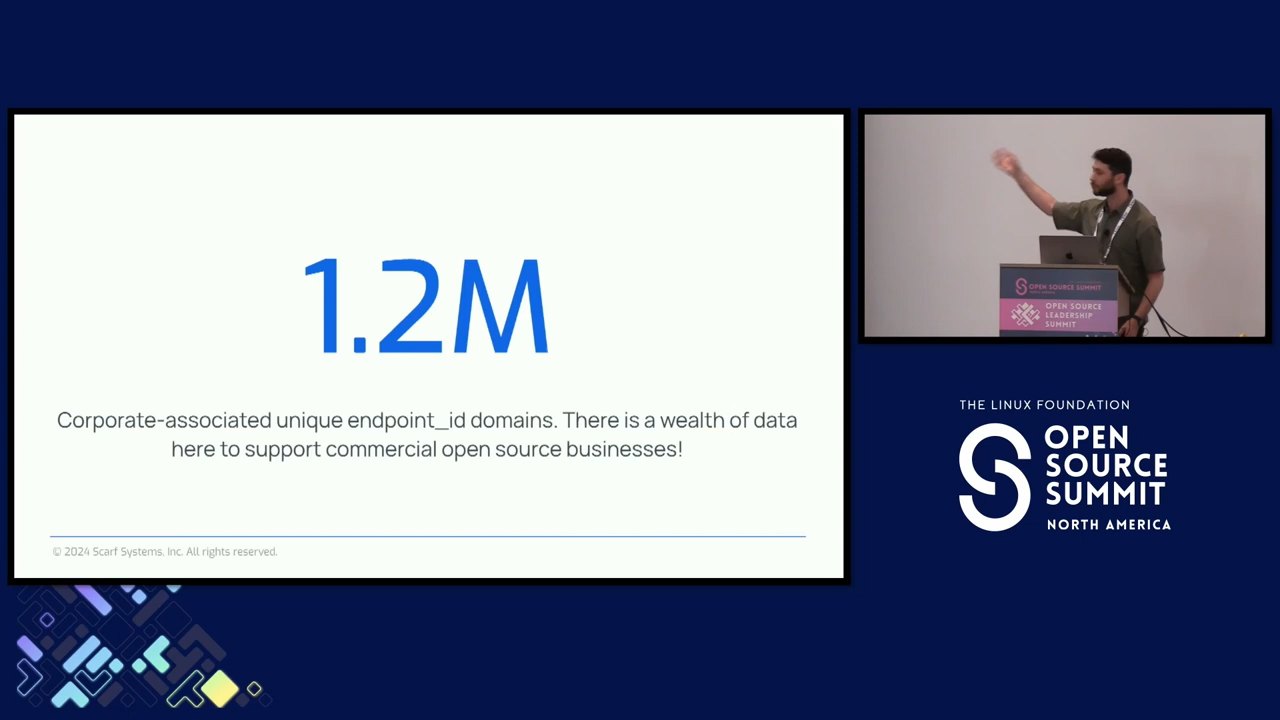 1.2M
Corporate-associated unique endpoint_id domains. There is a wealth of data
here to support commercial open source businesses!
© 2024 Scarf Systems, Inc. All rights reserved.
OPEN SOURCE SUMMIT
OPEN SOURCE
LEADERSHIP
SUMMIT
THE LINUX FOUNDATION
OPEN
SOURCE
SUMMIT
NORTH AMERICA